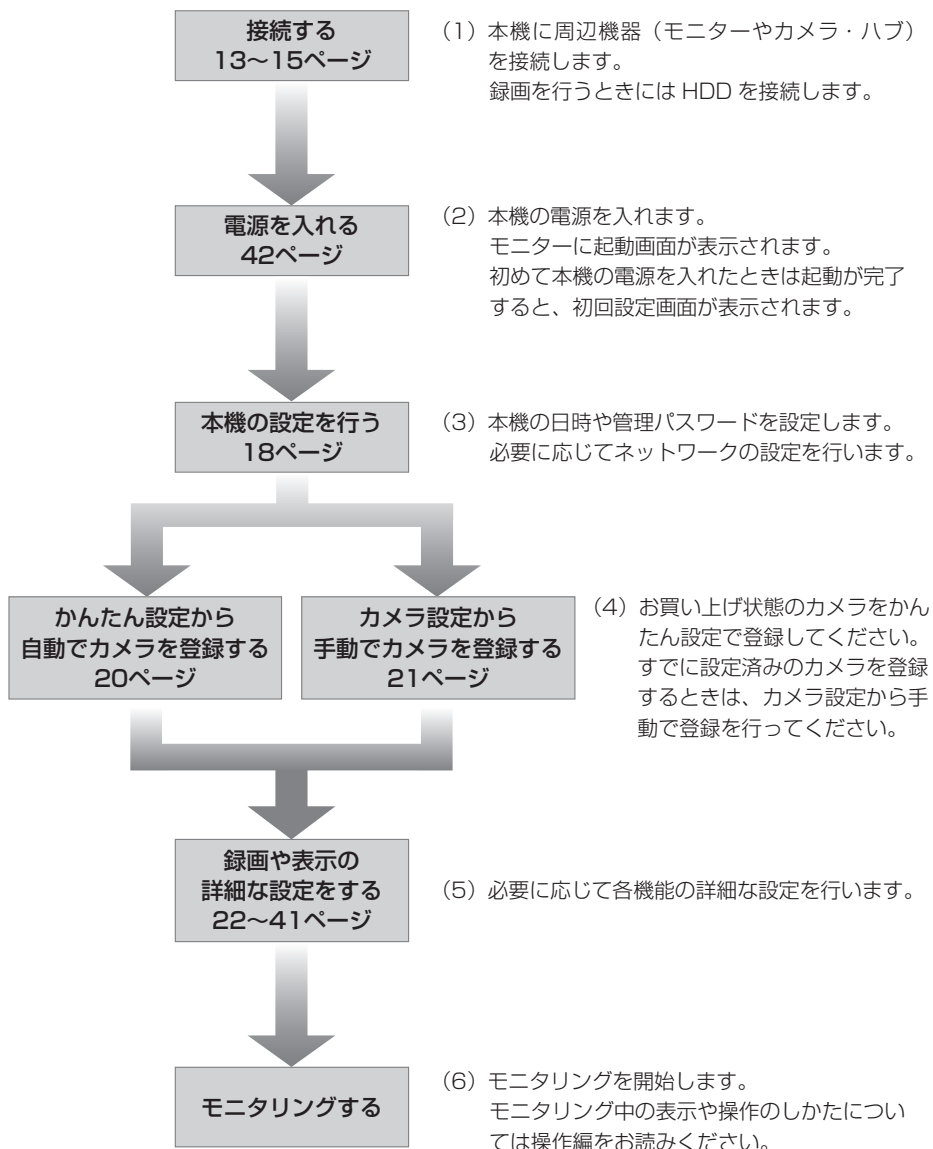 接続する
13〜15ページ
（1）本機に周辺機器（モニターやカメラ・ハブ）
を接続します。
録画を行うときには HDD を接続します。
電源を入れる
42ページ
（2）本機の電源を入れます。
モニターに起動画面が表示されます。
初めて本機の電源を入れたときは起動が完了
すると、初回設定画面が表示されます。
本機の設定を行う
18ページ
（3）本機の日時や管理パスワードを設定します。
必要に応じてネットワークの設定を行います。
かんたん設定から
自動でカメラを登録する
20ページ
カメラ設定から
手動でカメラを登録する
21ページ
（4）お買い上げ状態のカメラをかん
たん設定で登録してください。
すでに設定済みのカメラを登録
するときは、カメラ設定から手
動で登録を行ってください。
録画や表示の
詳細な設定をする
22〜41ページ
（5）必要に応じて各機能の詳細な設定を行います。
モニタリングする
（6）モニタリングを開始します。
モニタリング中の表示や操作のしかたについ
ては操作編をお読みください。